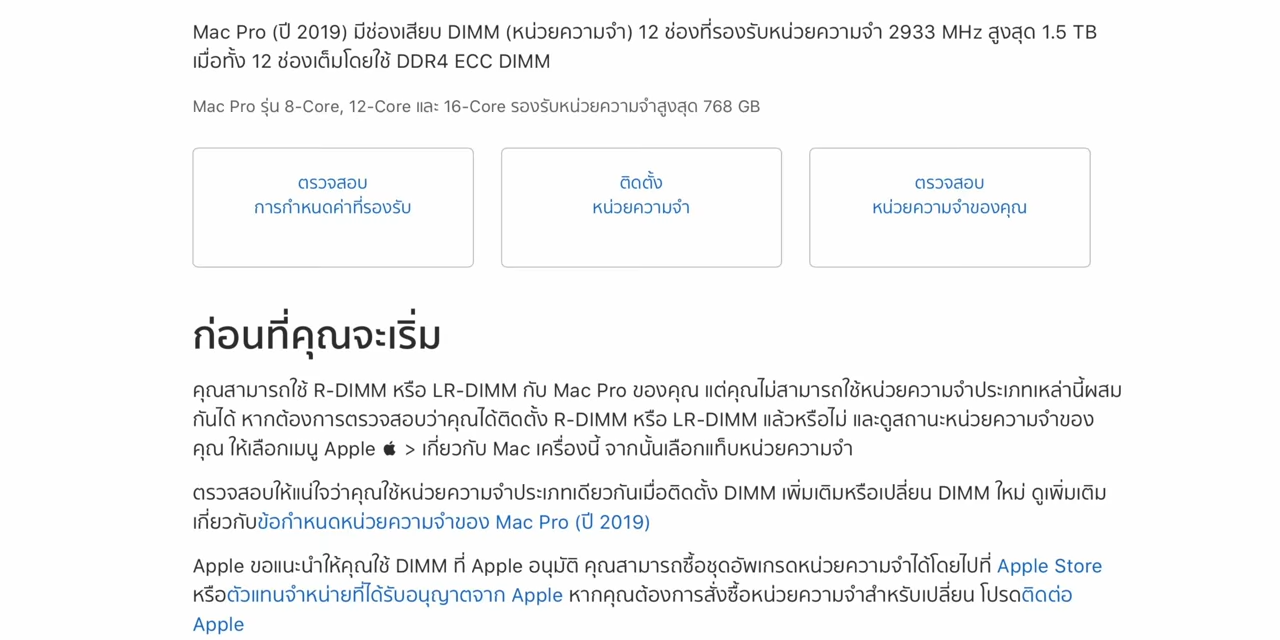 Mac Pro (ปี 2019) มีช่องเสียบ DIMM (หน่วยความจำ) 12 ช่องที่รองรับหน่วยความจำ 2933 MHz สูงสุด 1.5 TB
เมื่อทั้ง 12 ช่องเต็มโดยใช้ DDR4 ECC DIMM
Mac Pro รุ่น 8-Core, 12-Core และ 16-Core รองรับหน่วยความจำสูงสุด 768 GB
ตรวจสอบ
การกำหนดค่าที่รองรับ
ติดตั้ง
หน่วยความจำ
ตรวจสอบ
หน่วยความจำของคุณ
ก่อนที่คุณจะเริ่ม
คุณสามารถใช้ R-DIMM หรือ LR-DIMM กับ Mac Pro ของคุณ แต่คุณไม่สามารถใช้หน่วยความจำประเภทเหล่านี้ผสม
กันได้ หากต้องการตรวจสอบว่าคุณได้ติดตั้ง R-DIMM หรือ LR-DIMM แล้วหรือไม่ และดูสถานะหน่วยความจำของ
คุณ ให้เลือกเมนู Apple  > เกี่ยวกับ Mac เครื่องนี้ จากนั้นเลือกแท็บหน่วยความจำ
ตรวจสอบให้แน่ใจว่าคุณใช้หน่วยความจำประเภทเดียวกันเมื่อติดตั้ง DIMM เพิ่มเติมหรือเปลี่ยน DIMM ใหม่ ดูเพิ่มเติม
เกี่ยวกับข้อกำหนดหน่วยความจำของ Mac Pro (ปี 2019)
Apple ขอแนะนำให้คุณใช้ DIMM ที่ Apple อนุมัติ คุณสามารถซื้อชุดอัพเกรดหน่วยความจำได้โดยไปที่ Apple Store
หรือตัวแทนจำหน่ายที่ได้รับอนุญาตจาก Apple หากคุณต้องการสั่งซื้อหน่วยความจำสำหรับเปลี่ยน โปรดติดต่อ
Apple